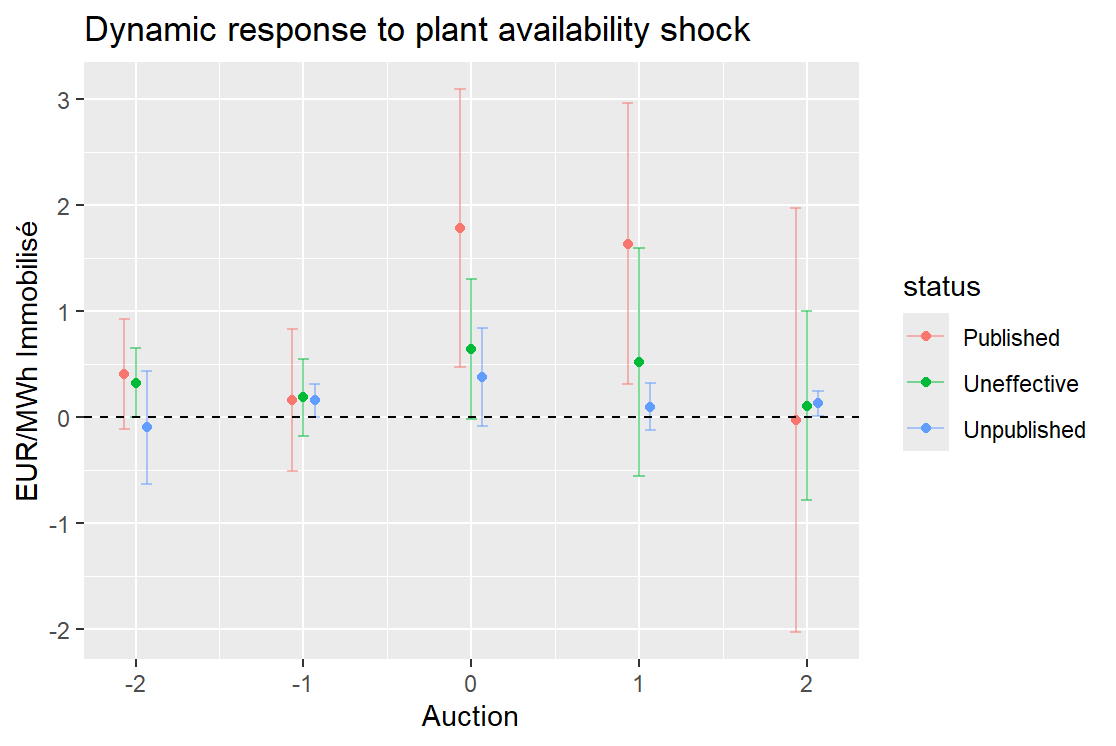 Dynamic response to plant availability shock
EUR/MWh Immobilisé
3
2
1
0
-1
-2
-2
-1
0
1
2
Auction
status
Published
Uneffective
Unpublished